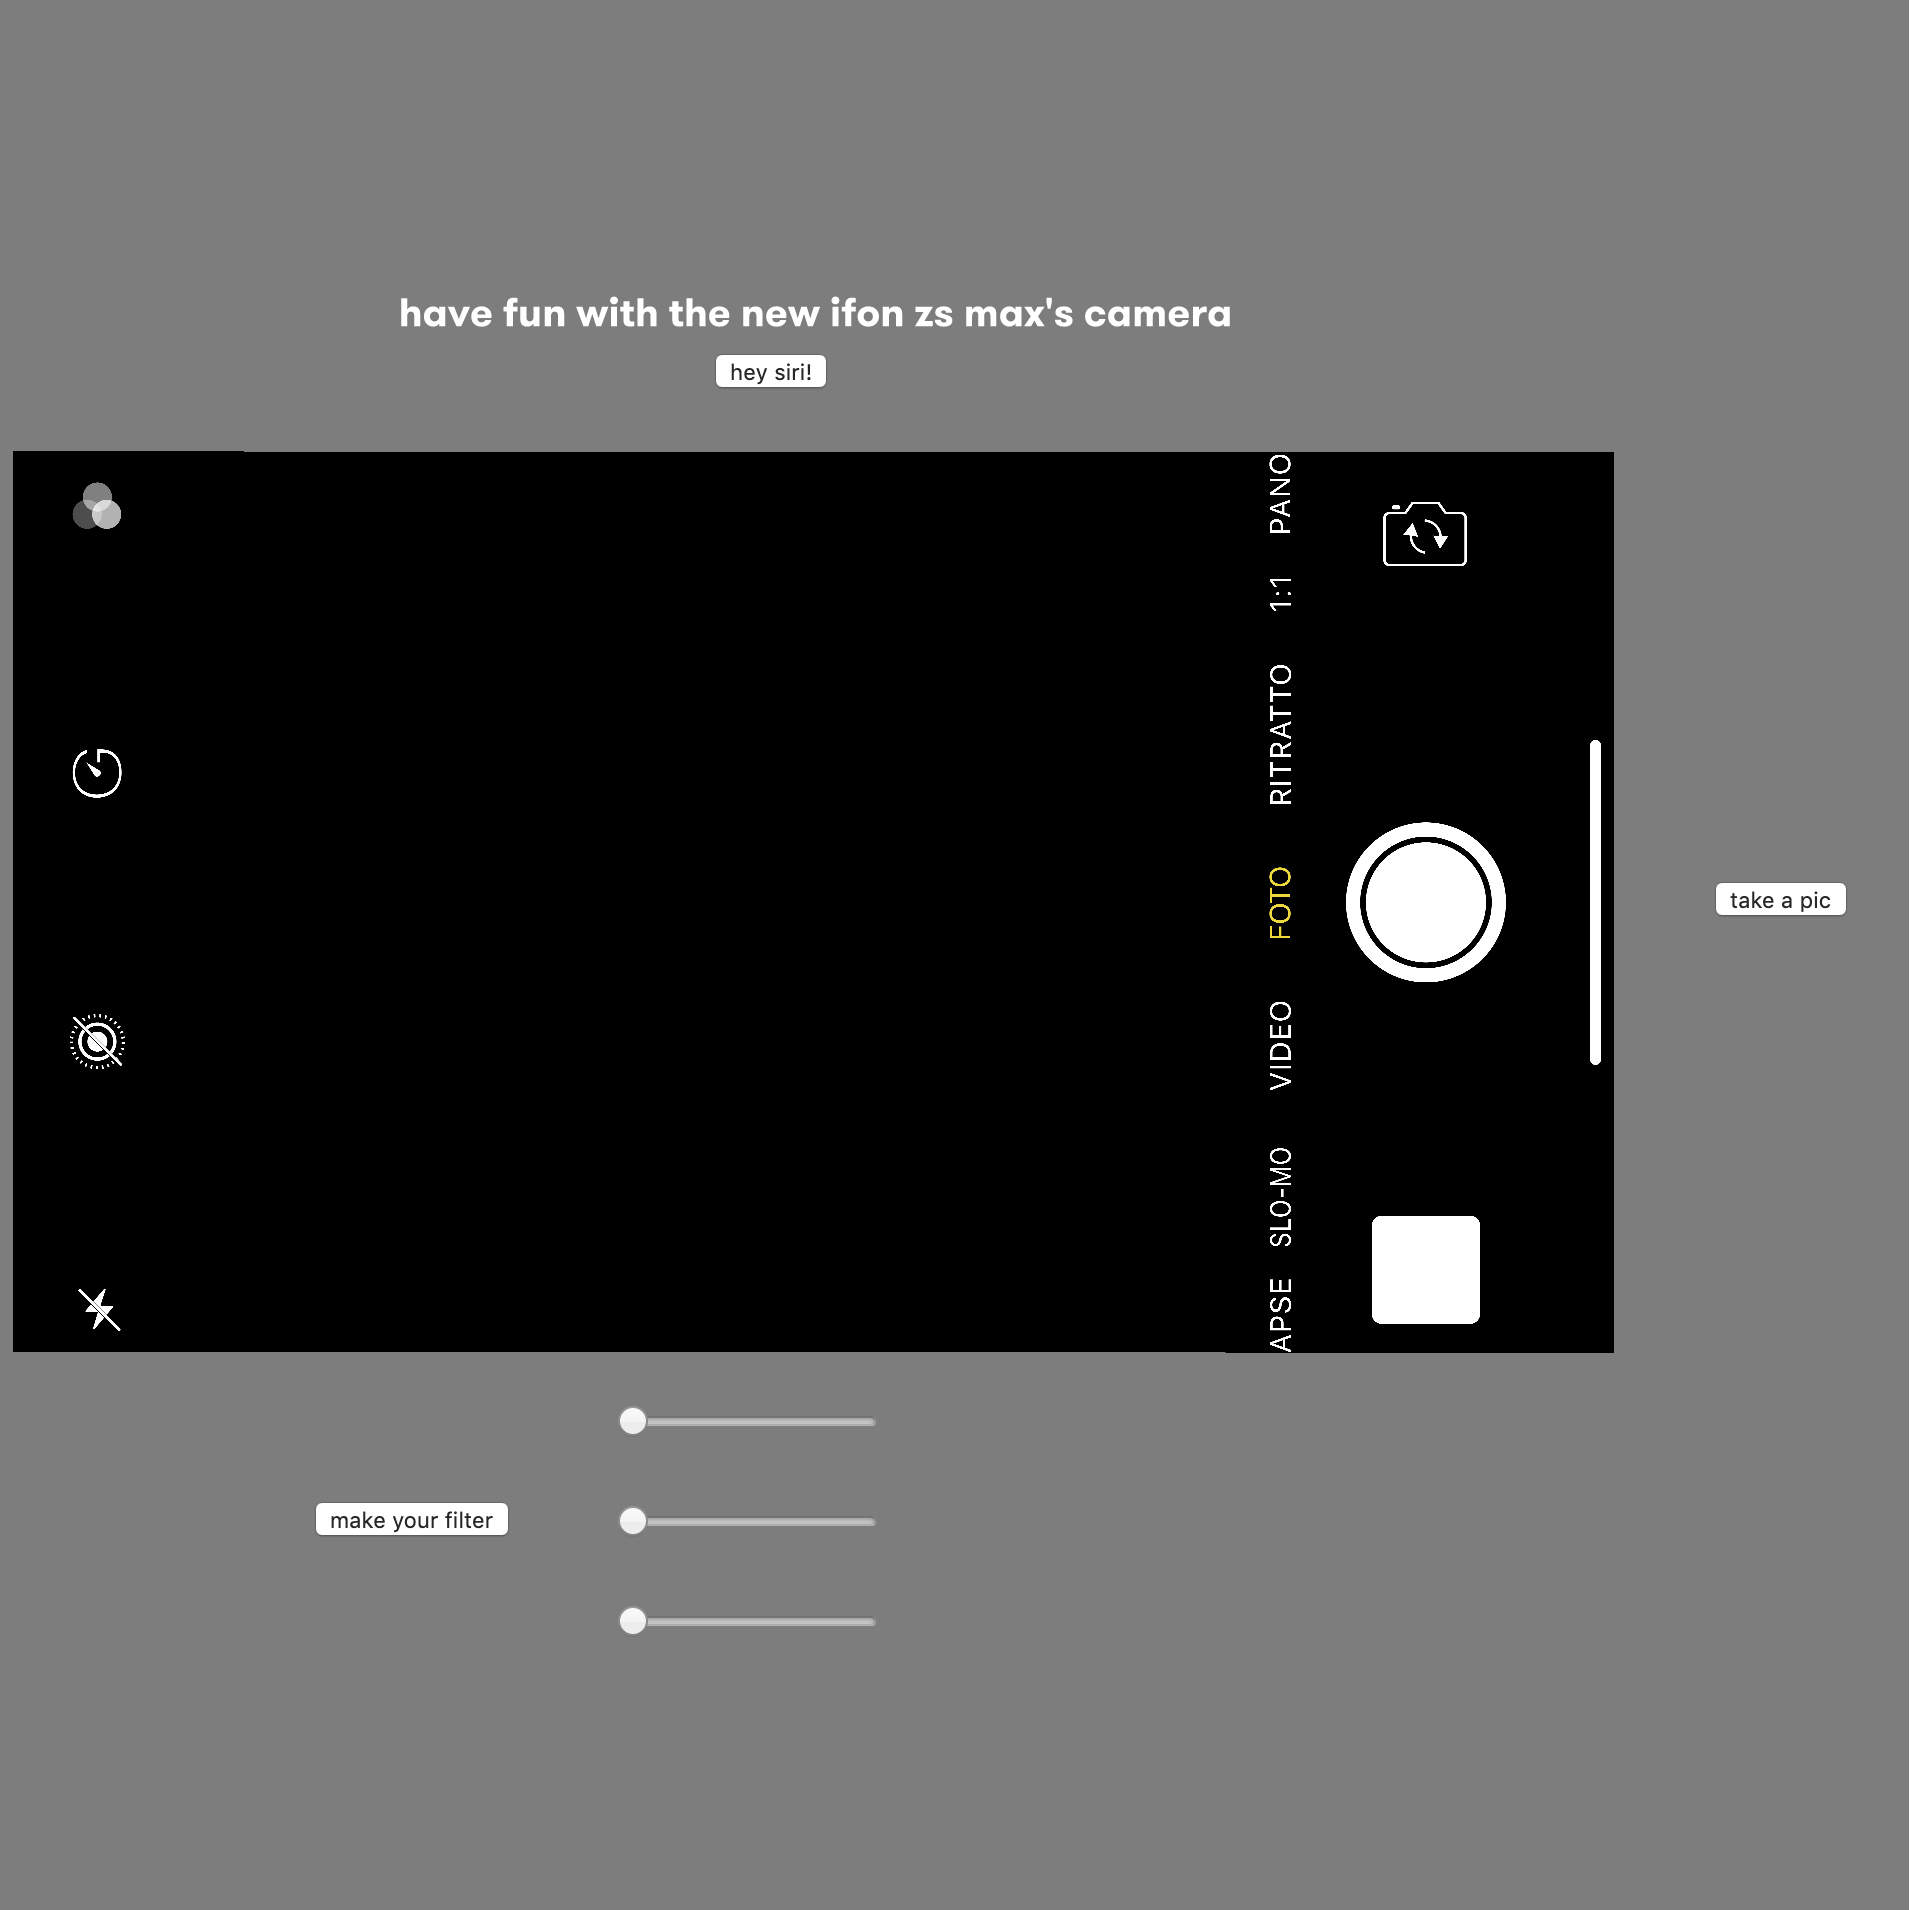 have fun with the new ifon zs max's camera
hey siri!
PANO
1:1
RITRATTO
FOTO
VIDEO
SLO-MO
APSE
take a pic
make your filter